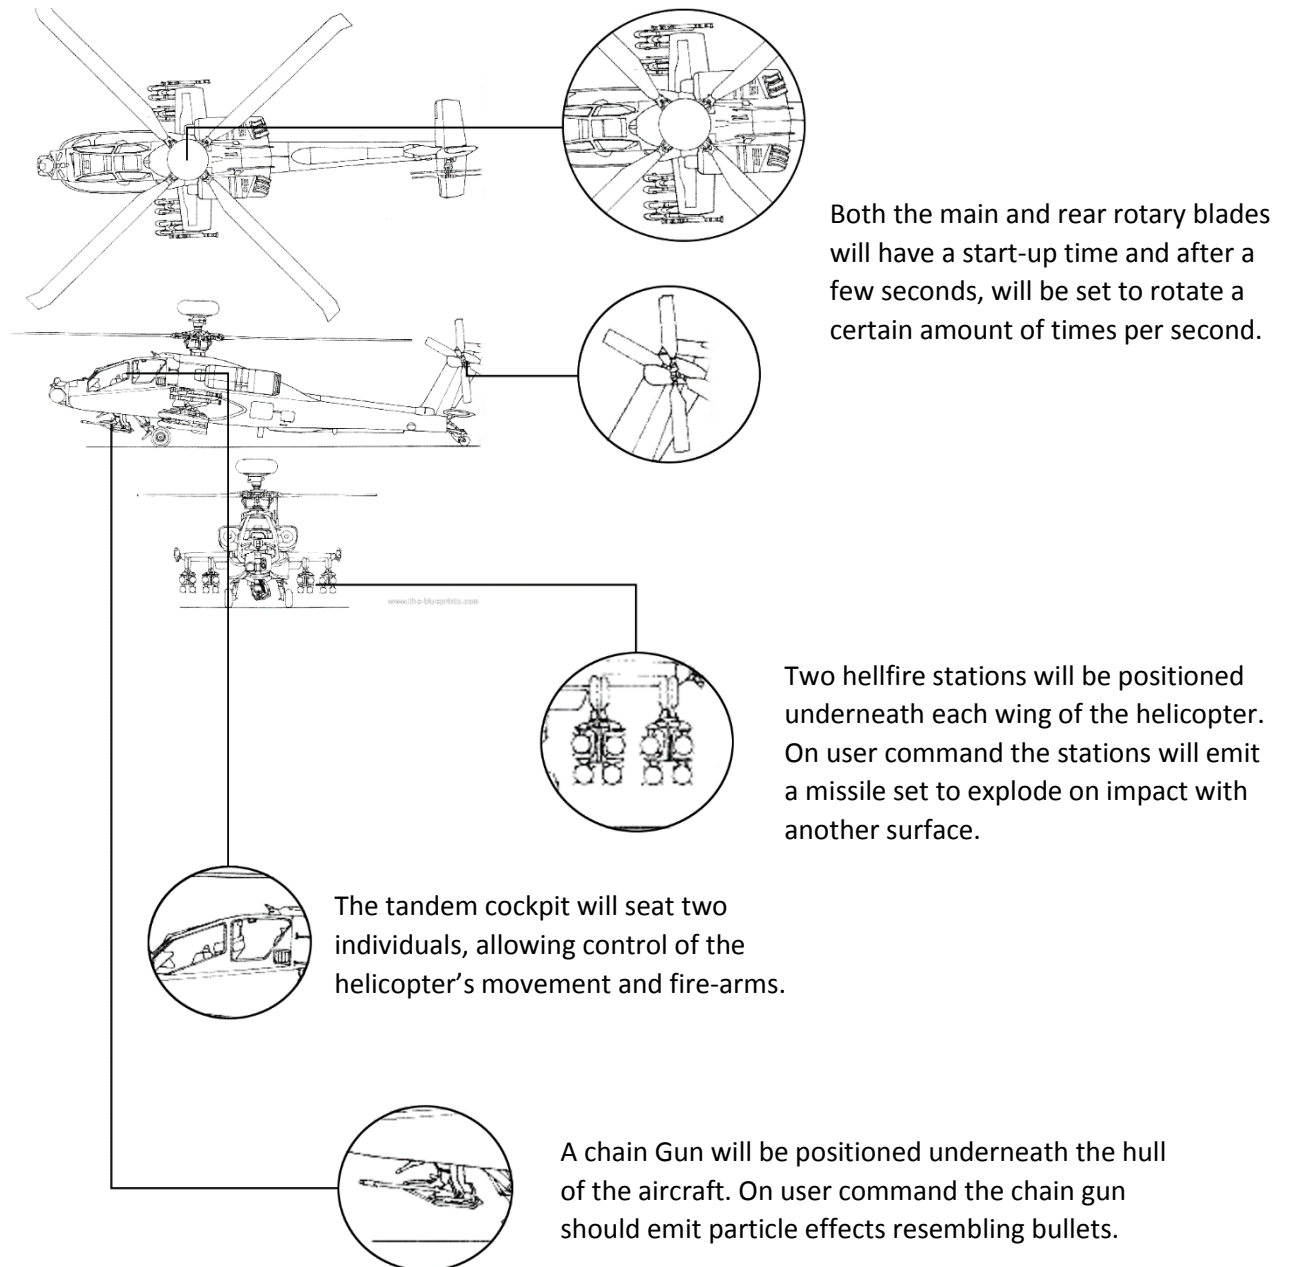 Both the main and rear rotary blades
will have a start-up time and after a
few seconds, will be set to rotate a
certain amount of times per second.
www.the-blueprints.com
Two hellfire stations will be positioned
underneath each wing of the helicopter.
On user command the stations will emit
a missile set to explode on impact with
another surface.
The tandem cockpit will seat two
individuals, allowing control of the
helicopter’s movement and fire-arms.
A chain Gun will be positioned underneath the hull
of the aircraft. On user command the chain gun
should emit particle effects resembling bullets.